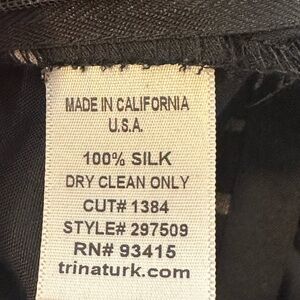 MADE IN CALIFORNIA
U.S.A.
100% SILK
DRY CLEAN ONLY
CUT# 1384
STYLE# 297509
RN# 93415
trinaturk.com